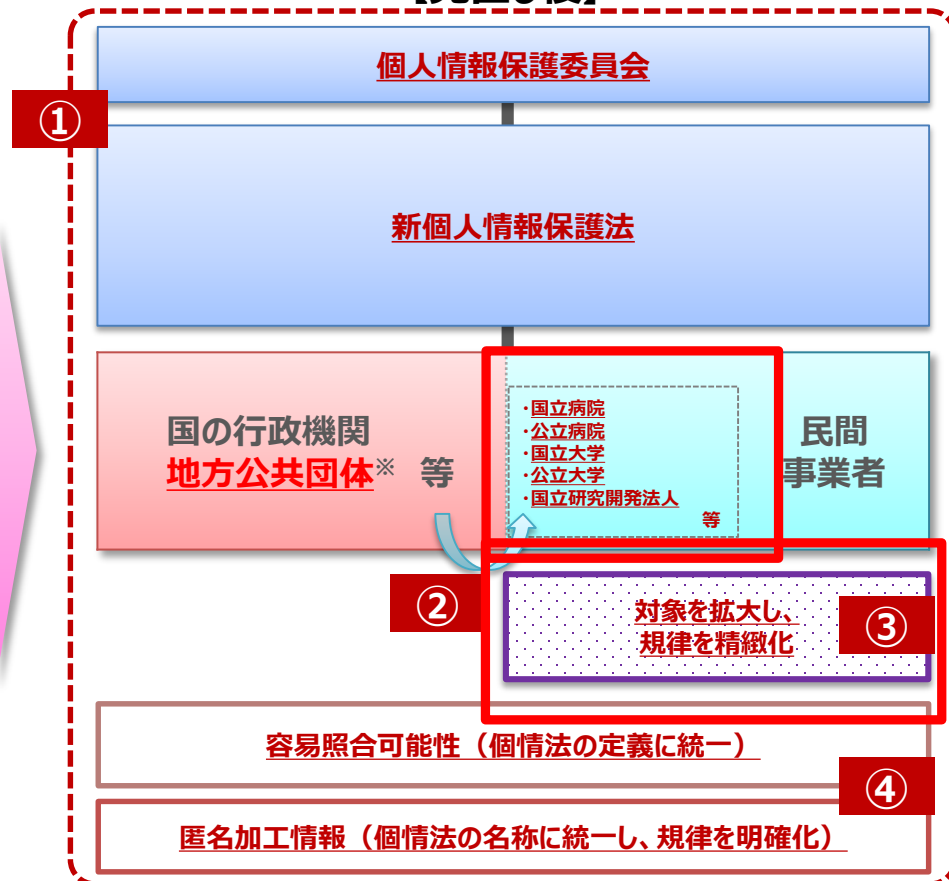 ①
個人情報保護委員会
新個人情報保護法
国の行政機関
地方公共団体※ 等
・国立病院
・公立病院
・国立大学
・公立大学
・国立研究開発法人
等
民間
事業者
②
対象を拡大し、
規律を精緻化
③
容易照合可能性（個情法の定義に統一）
④
匿名加工情報（個情法の名称に統一し、規律を明確化）